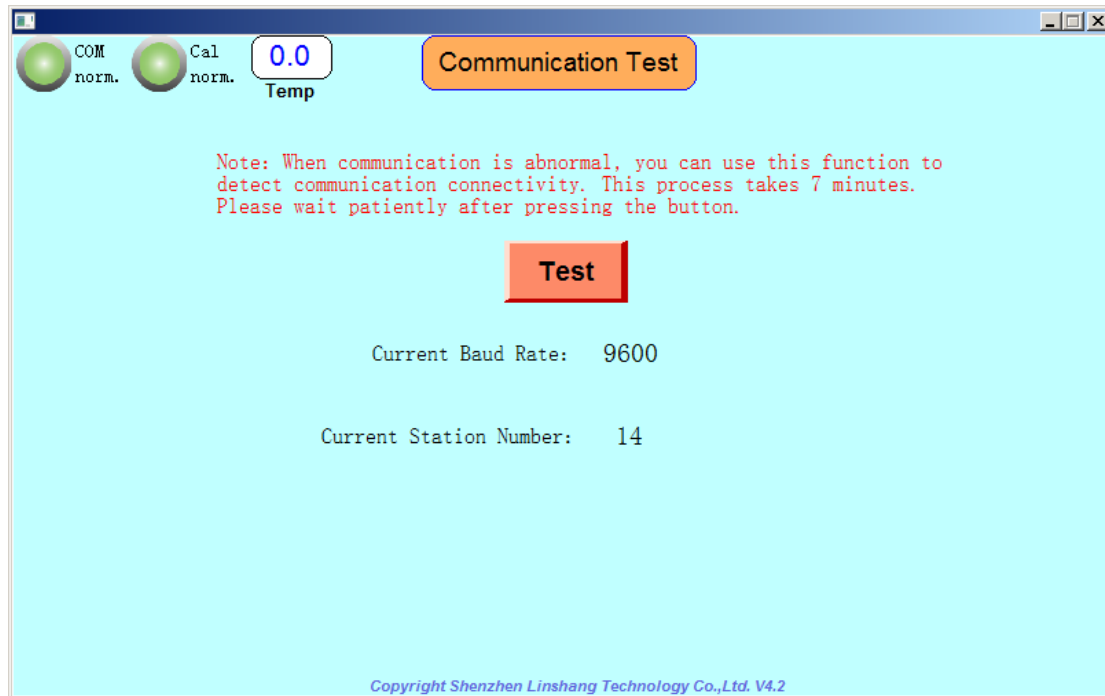 COM
norm.
Cal
norm.
0.0
Temp
Communication Test
Note: When communication is abnormal, you can use this function to
detect communication connectivity. This process takes 7 minutes.
Please wait patiently after pressing the button.
Test
Current Baud Rate: 9600
Current Station Number: 14
Copyright Shenzhen Linshang Technology Co.,Ltd. V4.2